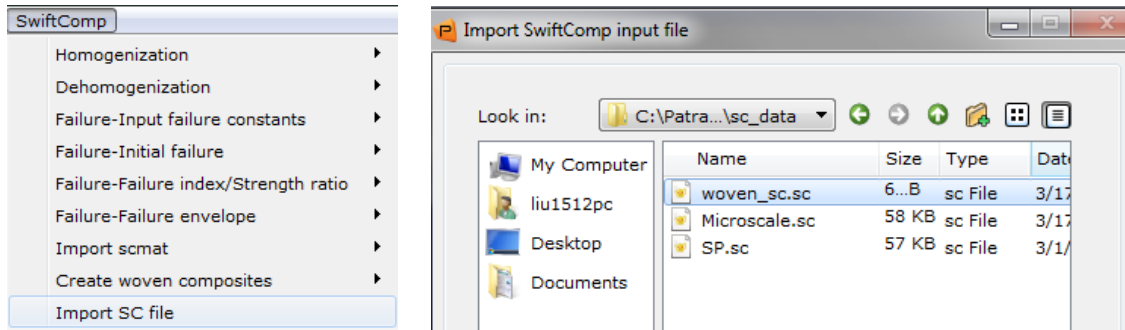 SwiftComp
Homogenization
Dehomogenization
Failure-Input failure constants
Failure-Initial failure
Failure-Failure index/Strength ratio
Failure-Failure envelope
Import scmat
Create woven composites
Import SC file
P Import SwiftComp input file
Look in: C:\Patra...\sc_data
My Computer
liu1512pc
Desktop
Documents
Name Size Type Date
woven_sc.sc 6...B sc File 3/17
Microscale.sc 58 KB sc File 3/17
SP.sc 57 KB sc File 3/1/